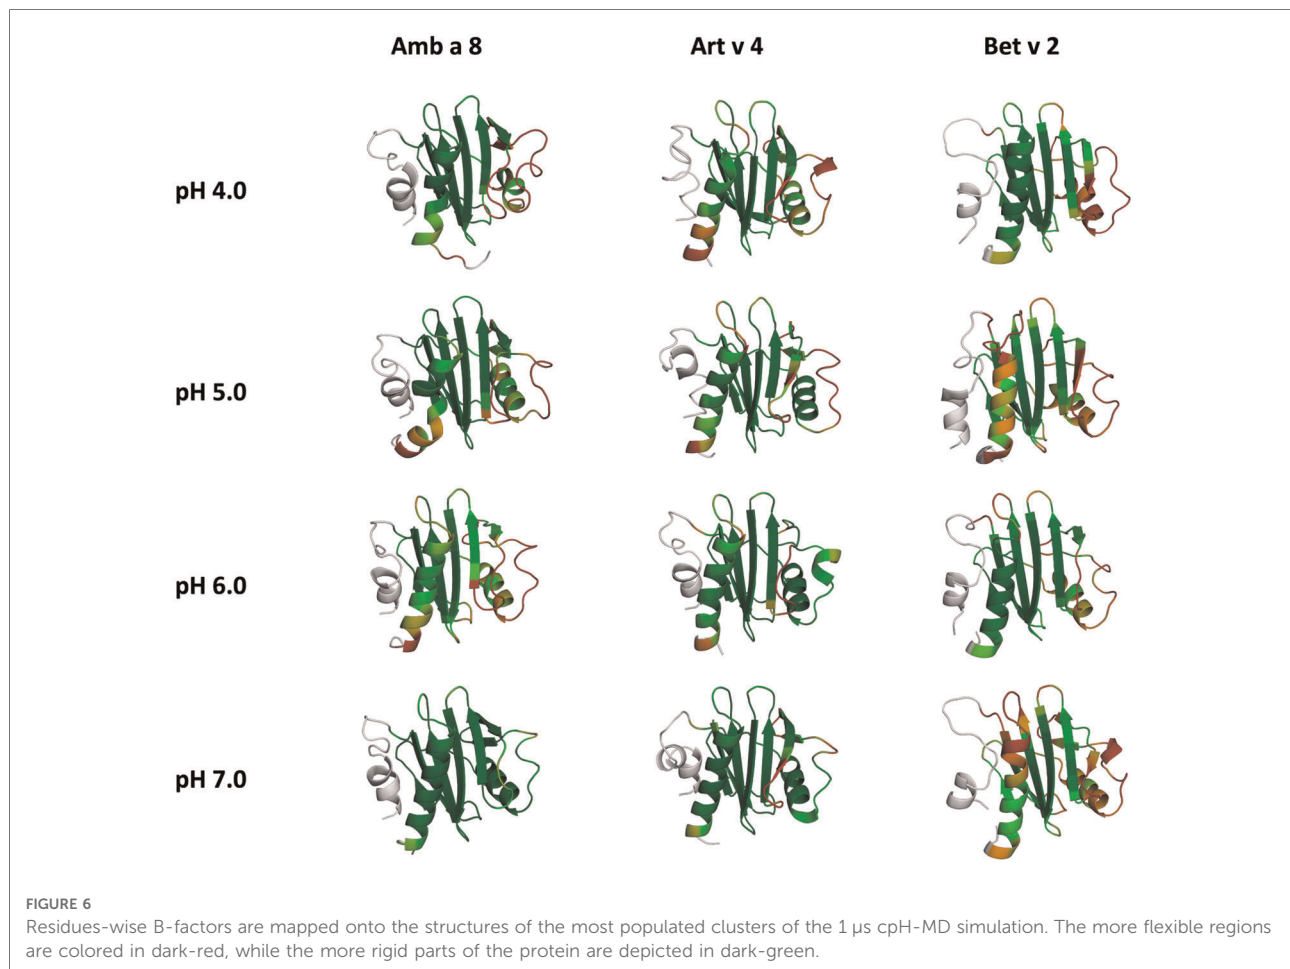 Amb a 8 Art v 4 Bet v 2
pH 4.0
pH 5.0
pH 6.0
pH 7.0
FIGURE 6
Residues-wise B-factors are mapped onto the structures of the most populated clusters of the 1 µs cpH-MD simulation. The more flexible regions
are colored in dark-red, while the more rigid parts of the protein are depicted in dark-green.